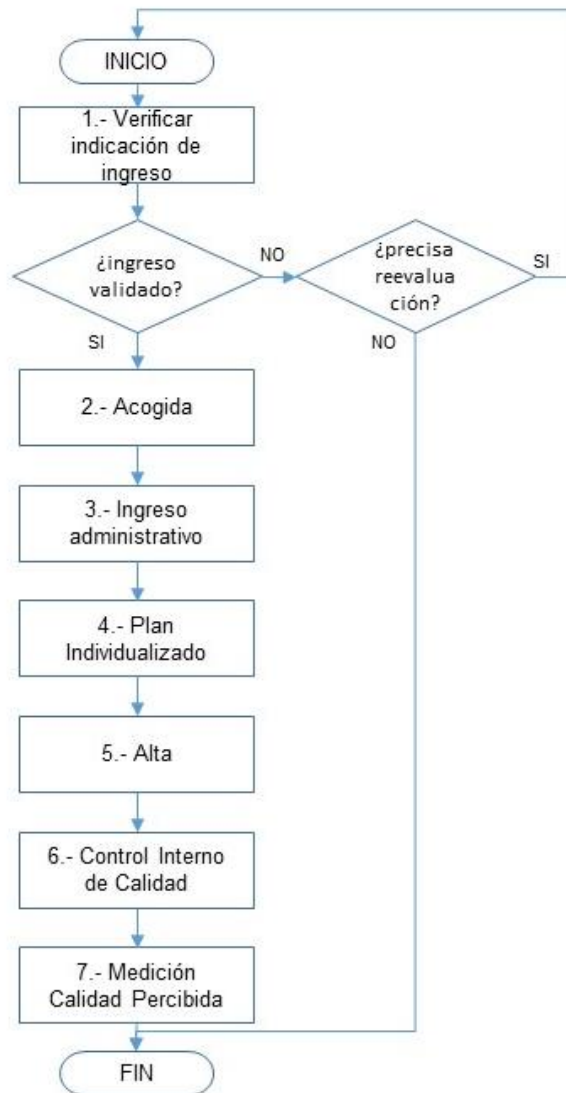 INICIO
1.- Verificar
indicación de
ingreso
¿ingreso
validado?
NO
¿precisa
reevalua
ción?
SI
SI
NO
2.- Acogida
3.- Ingreso
administrativo
4.- Plan
Individualizado
5.- Alta
6.- Control Interno
de Calidad
7.- Medición
Calidad Percibida
FIN